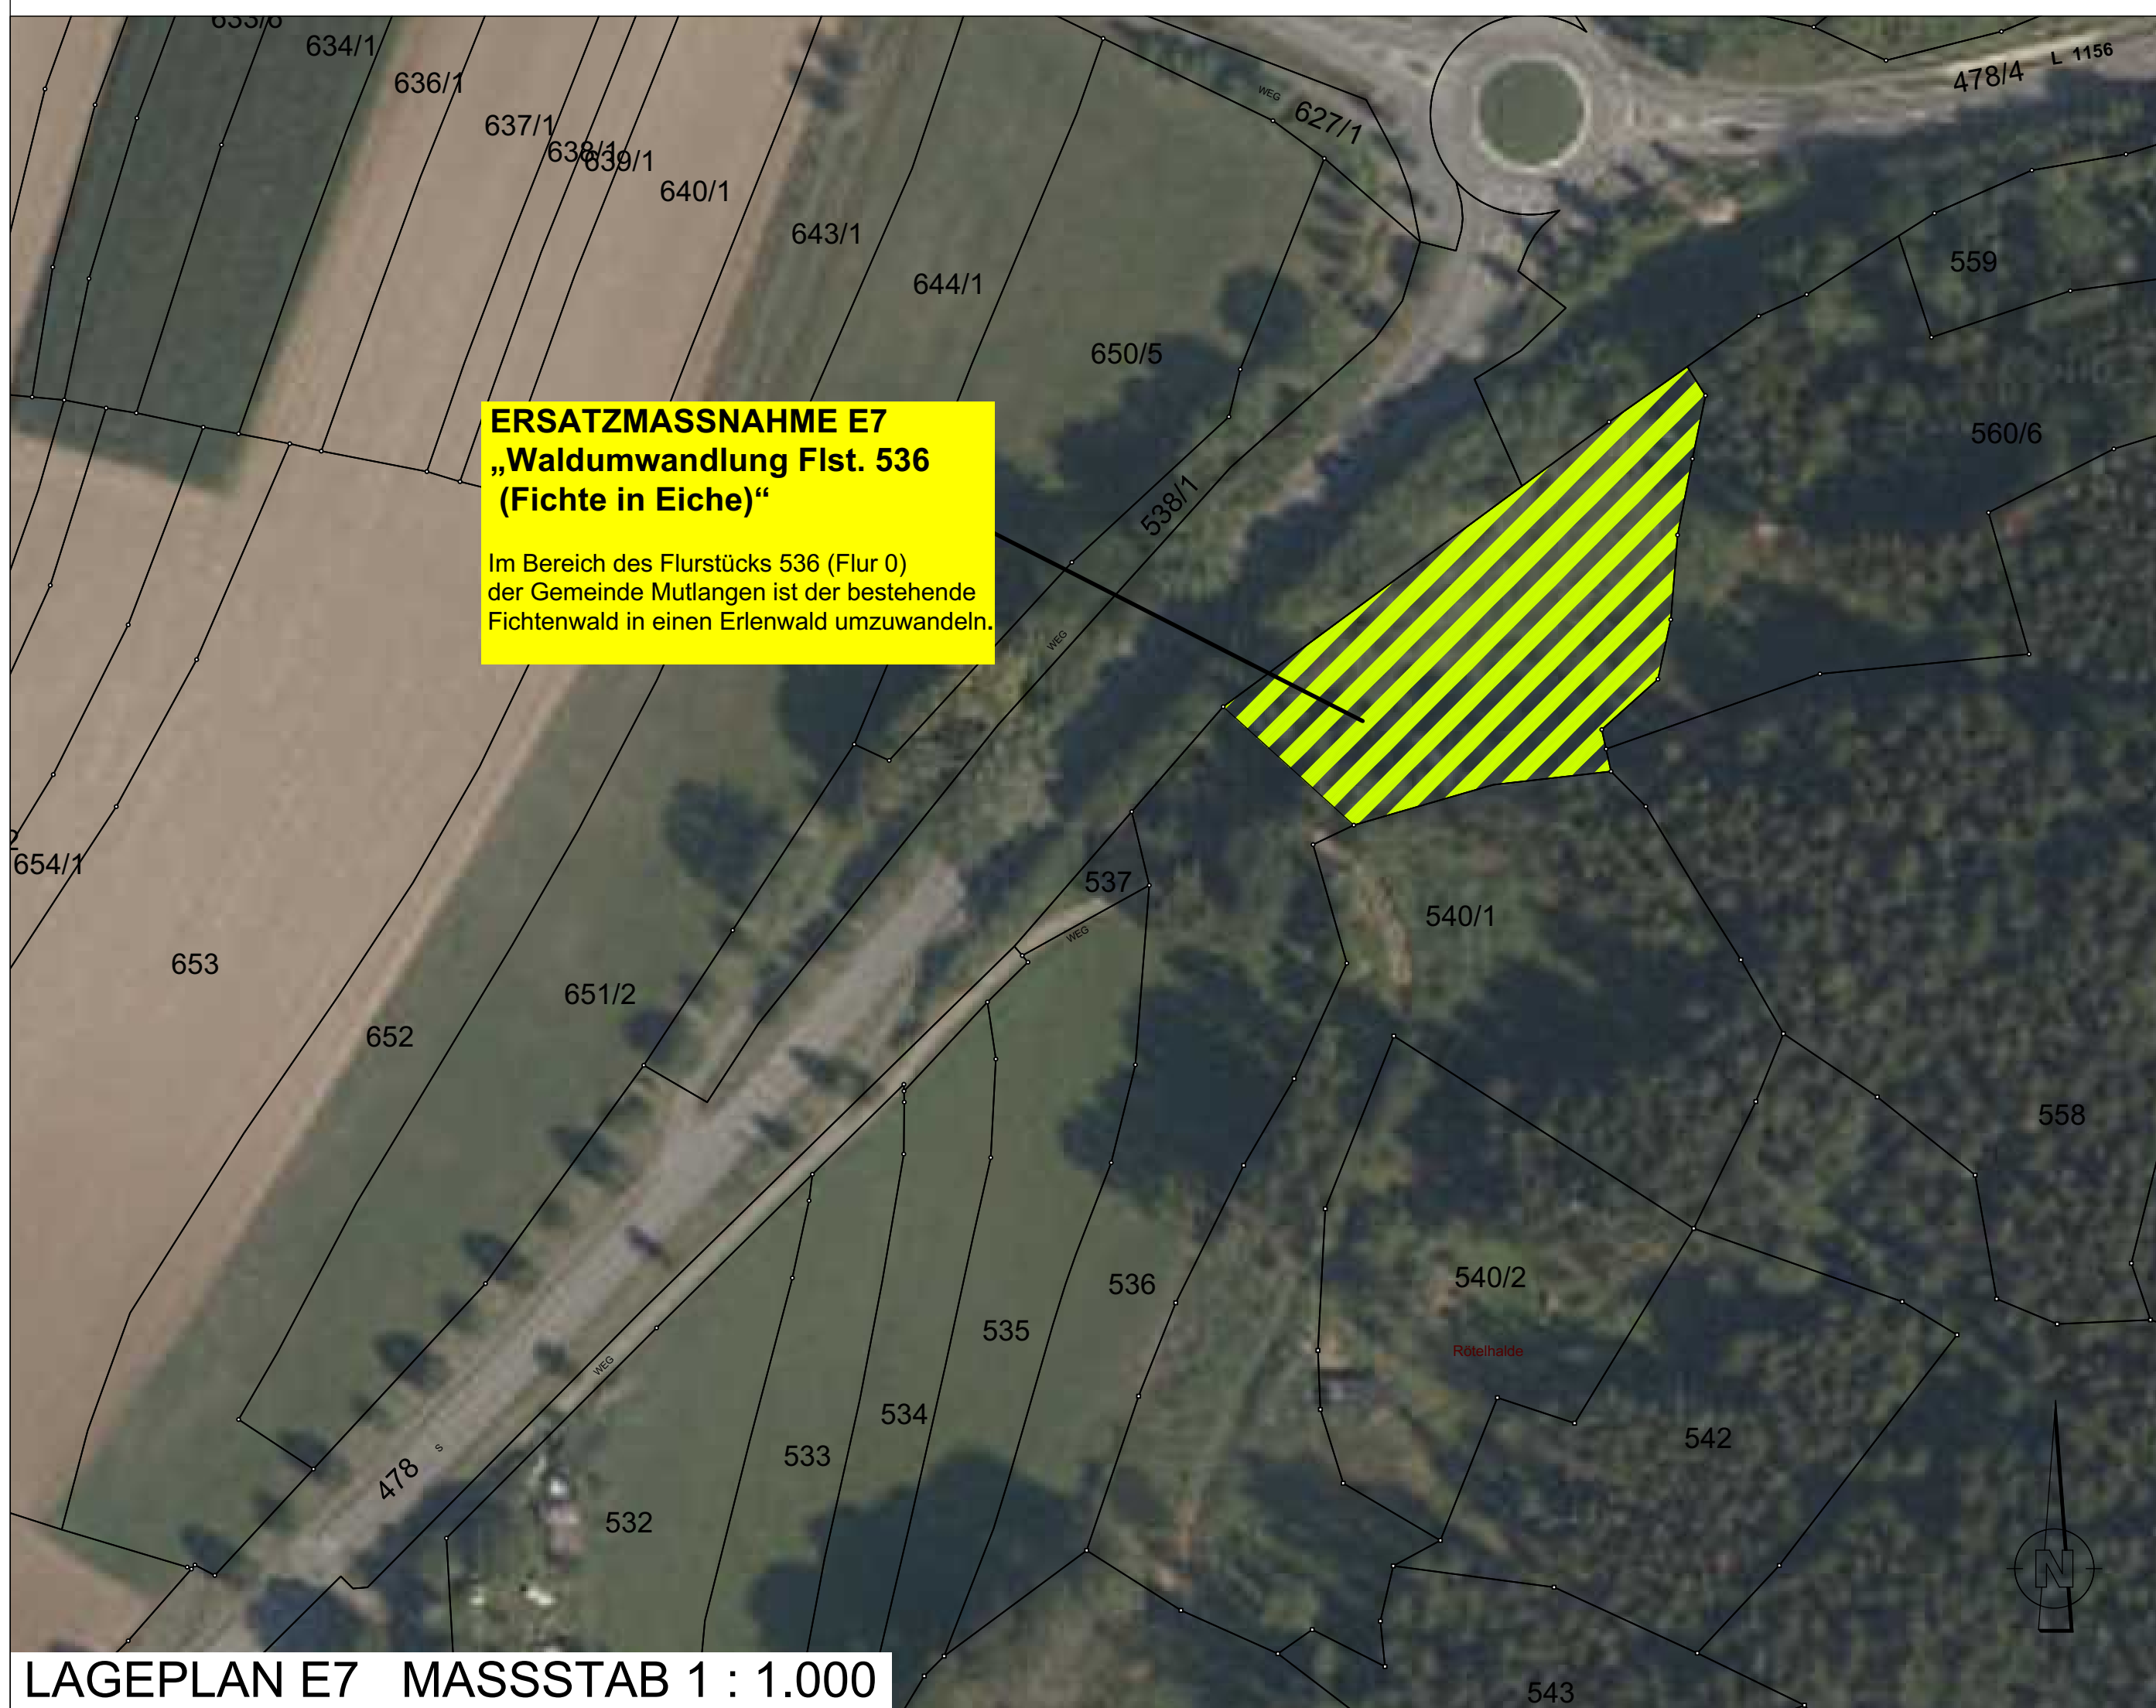 633/6
634/1
636/1
637/1
638/1
639/1
640/1
643/1
644/1
650/5
WEG
627/1
478/4
L 1156
559
560/6
ERSATZMASSNAHME E7
„Waldumwandlung Flst. 536
(Fichte in Eiche)“
Im Bereich des Flurstücks 536 (Flur 0)
der Gemeinde Mutlangen ist der bestehende
Fichtenwald in einen Erlenwald umzuwandeln.
538/1
WEG
2
654/1
653
652
651/2
537
WEG
540/1
558
536
540/2
Rötelhalde
535
534
533
532
WEG
478
S
542
543
N
LAGEPLAN E7 MASSSTAB 1 : 1.000